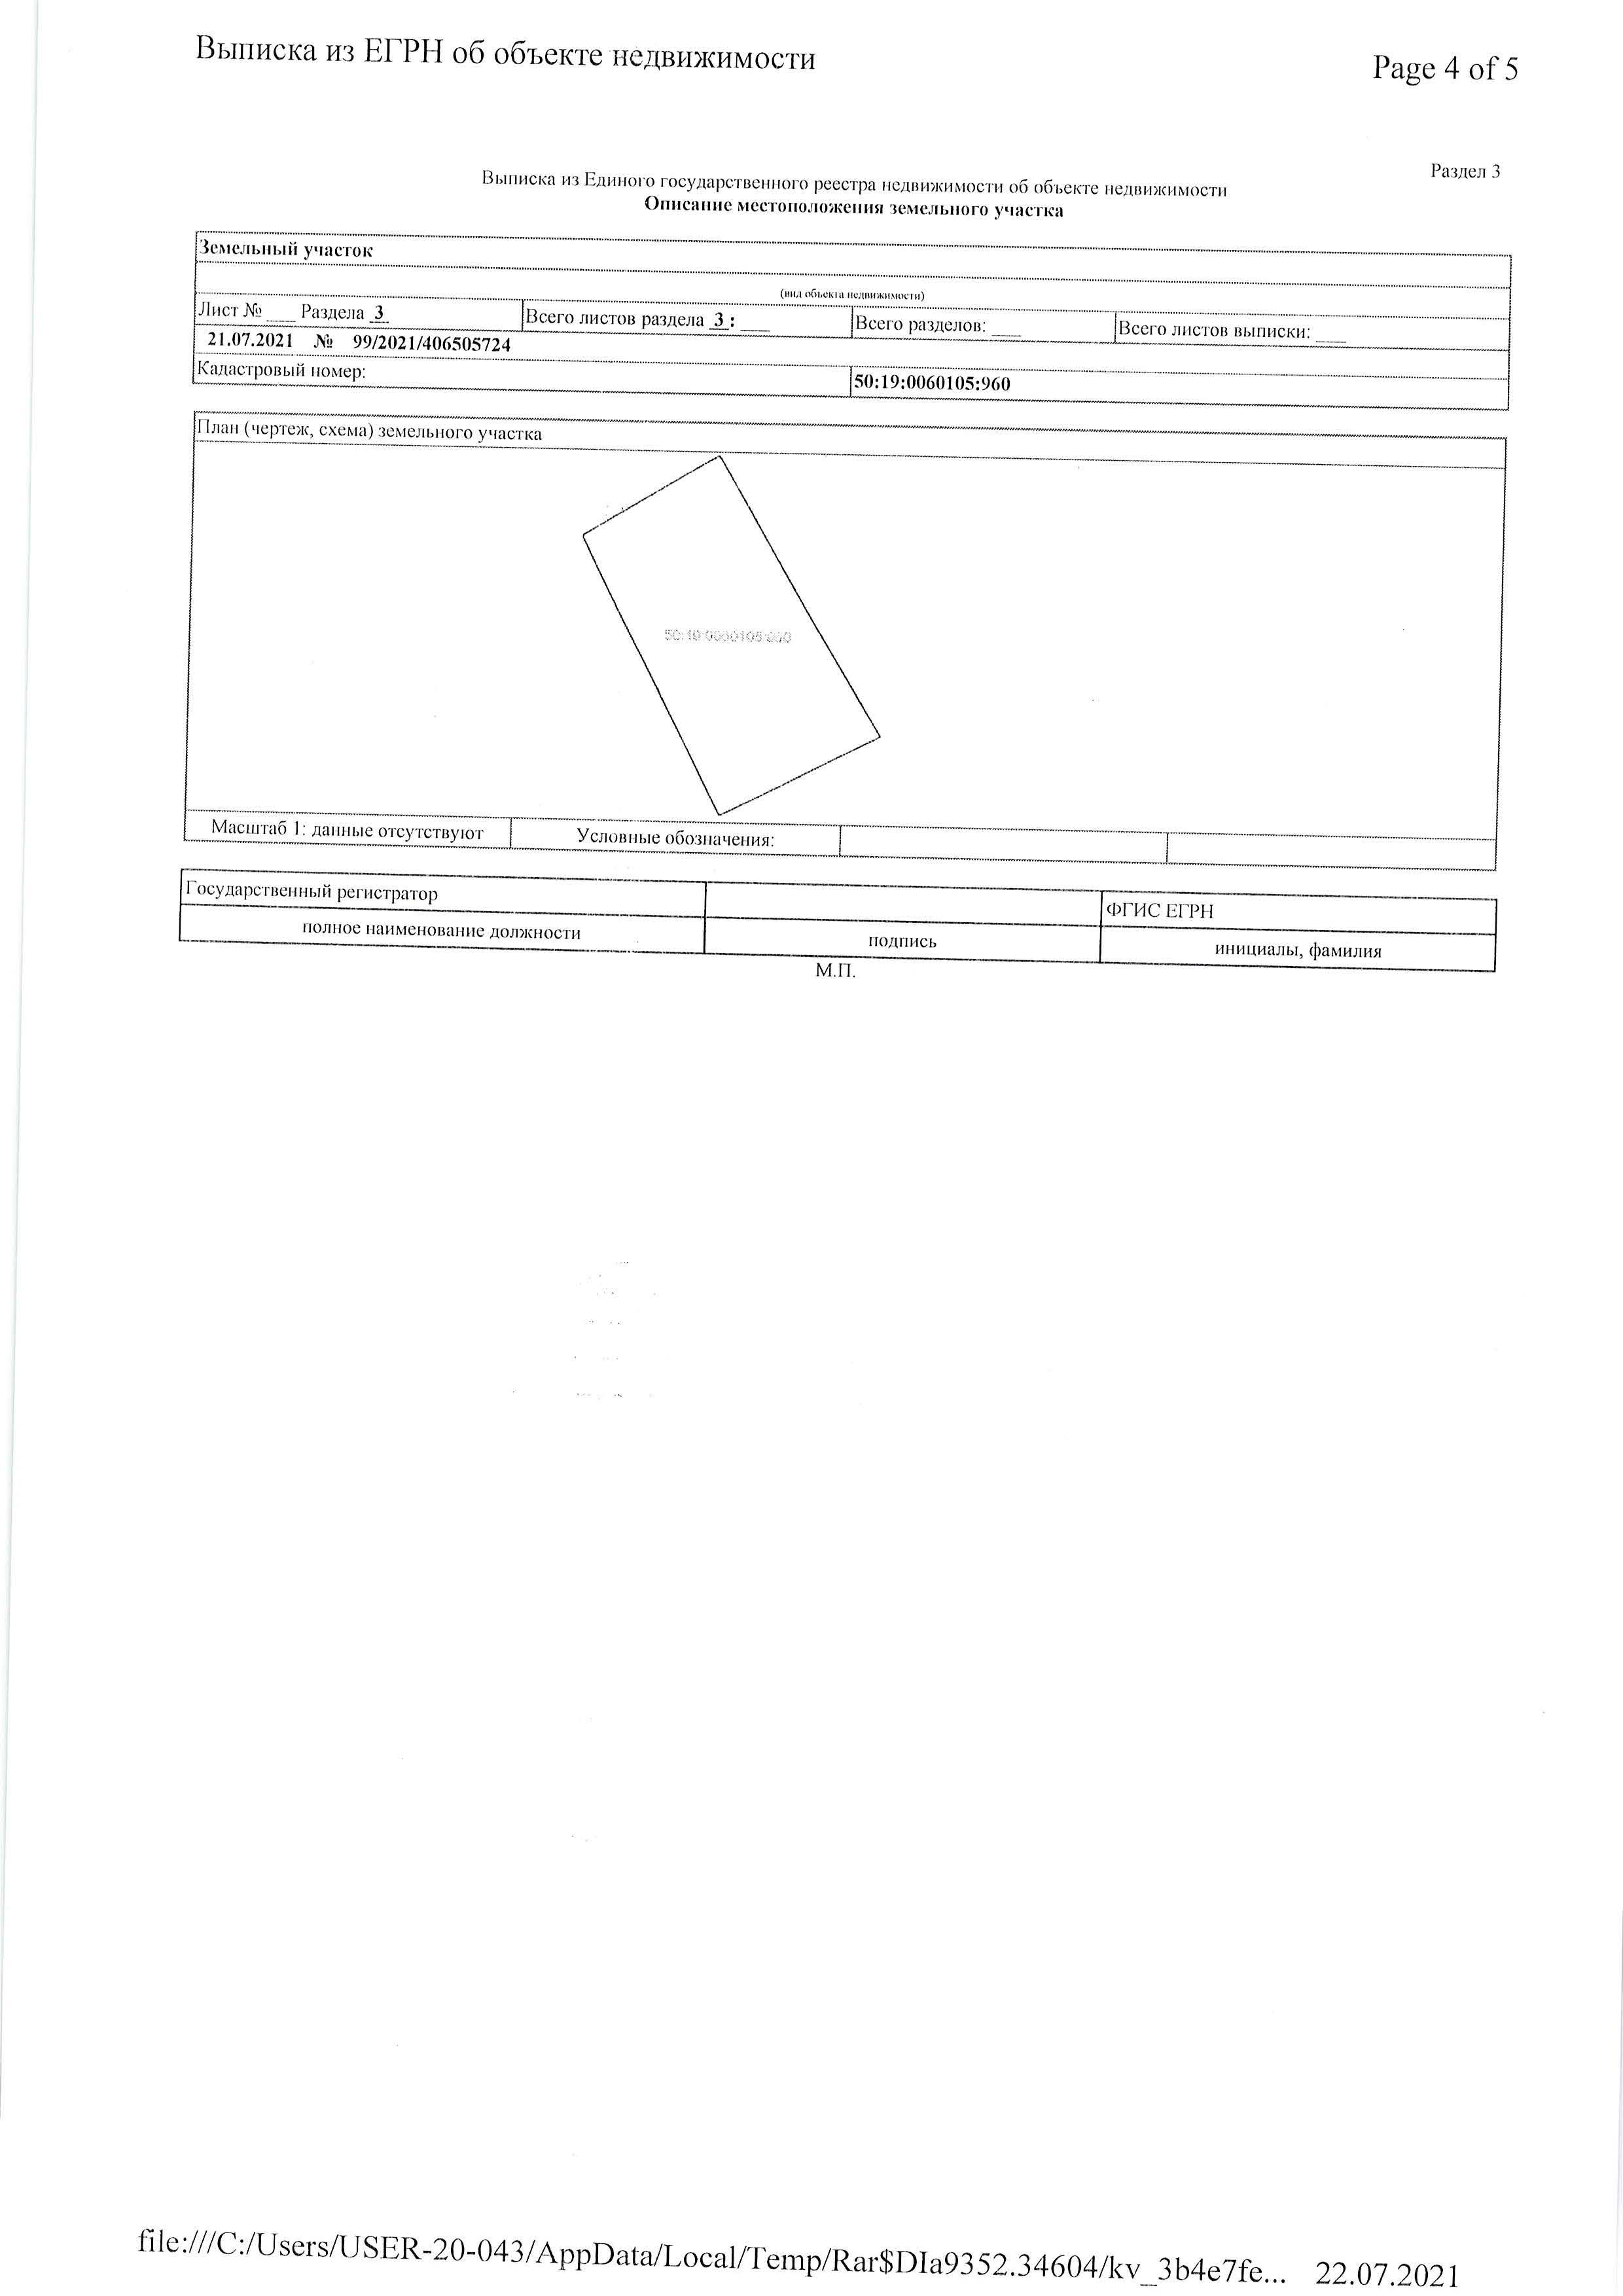 Выписка из ЕГРН об объекте недвижимости
Page 4 of 5
Раздел 3
Выписка из Единого государственного реестра недвижимости об объекте недвижимости
Описание местоположения земельного участка
Земельный участок
(вид объекта недвижимости)
Лист № ___ Раздела 3 Всего листов раздела 3 : ___ Всего разделов: ___ Всего листов выписки: ___
21.07.2021 № 99/2021/406505724
Кадастровый номер: 50:19:0060105:960
План (чертеж, схема) земельного участка
50:19:0060105:960
Масштаб 1: данные отсутствуют Условные обозначения:
Государственный регистратор ФГИС ЕГРН
полное наименование должности подпись инициалы, фамилия
М.П.
file:///C:/Users/USER-20-043/AppData/Local/Temp/Rar$DIa9352.34604/kv_3b4e7fe... 22.07.2021